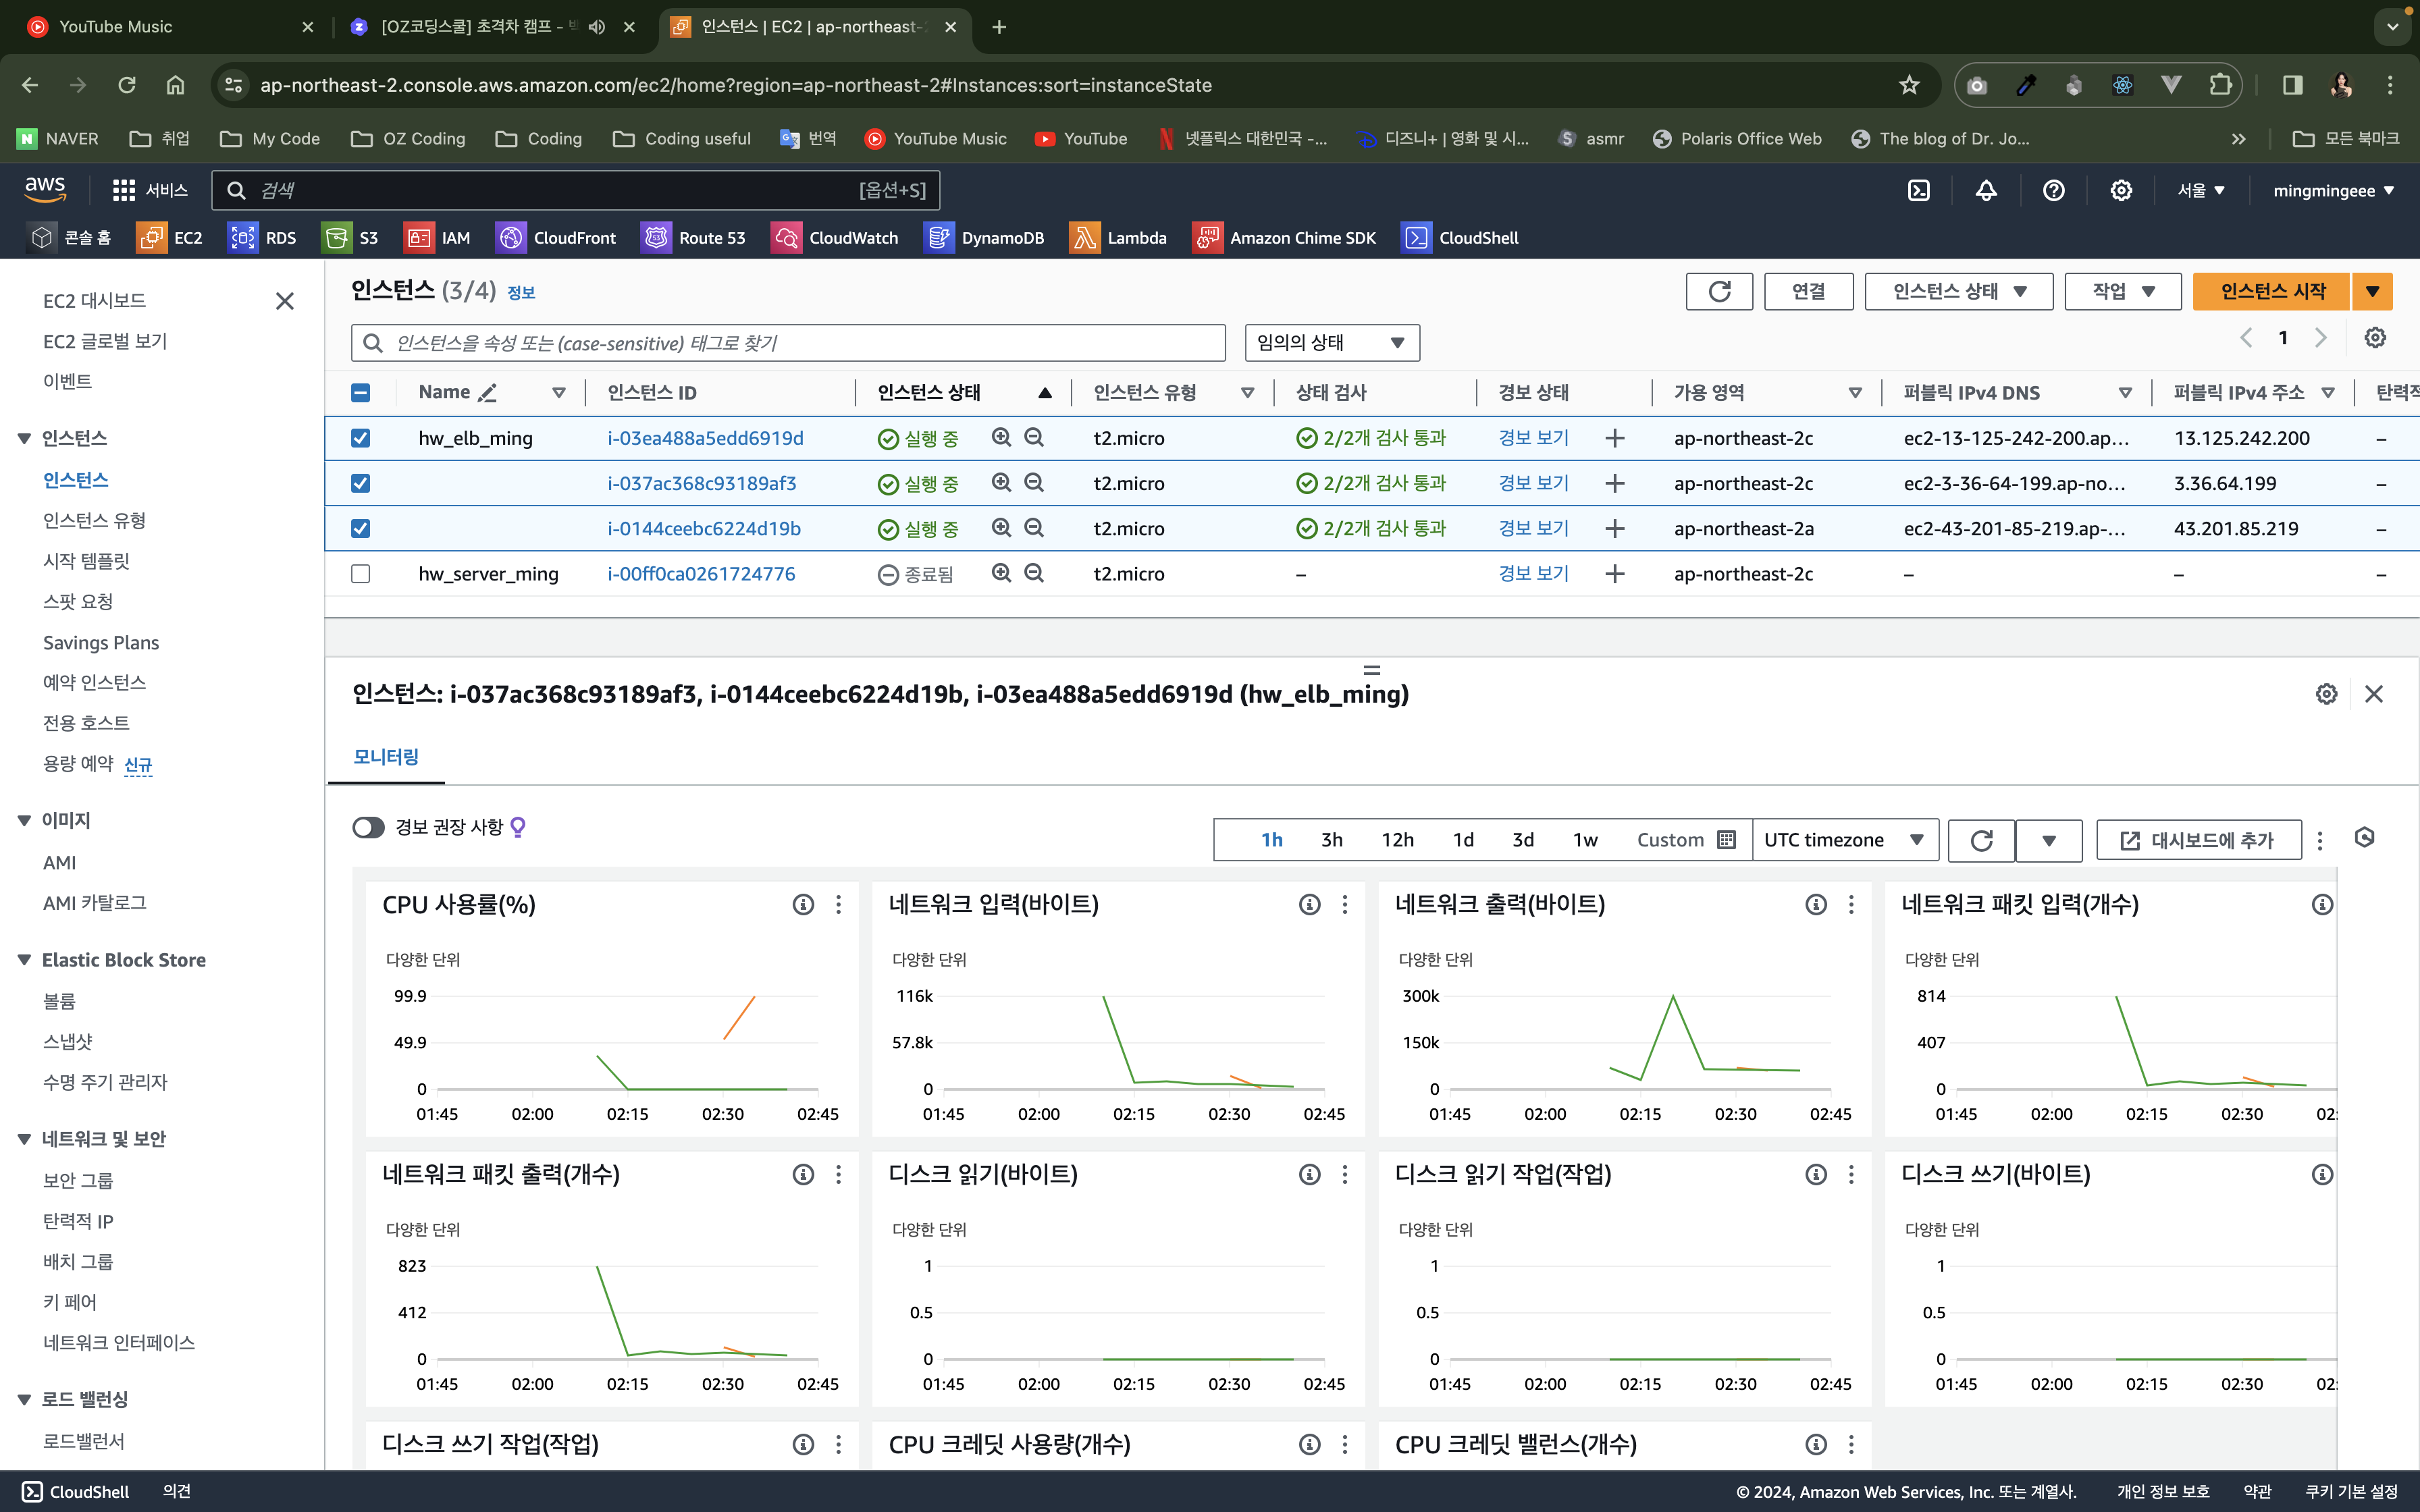 YouTube Music
[OZ코딩스쿨] 초격차 캠프 -
인스턴스 | EC2 | ap-northeast-
ap-northeast-2.console.aws.amazon.com/ec2/home?region=ap-northeast-2#Instances:sort=instanceState
NAVER 취업 My Code OZ Coding Coding Coding useful 번역 YouTube Music YouTube 넷플릭스 대한민국 -... 디즈니+ | 영화 및 시... asmr Polaris Office Web The blog of Dr. Jo... 모든 북마크
aws 서비스 검색 [옵션+S] 서울 mingmingeee
콘솔 홈 EC2 RDS S3 IAM CloudFront Route 53 CloudWatch DynamoDB Lambda Amazon Chime SDK CloudShell
EC2 대시보드
EC2 글로벌 보기
이벤트
인스턴스
인스턴스
인스턴스 유형
시작 템플릿
스팟 요청
Savings Plans
예약 인스턴스
전용 호스트
용량 예약 신규
이미지
AMI
AMI 카탈로그
Elastic Block Store
볼륨
스냅샷
수명 주기 관리자
네트워크 및 보안
보안 그룹
탄력적 IP
배치 그룹
키 페어
네트워크 인터페이스
로드 밸런싱
로드밸런서
인스턴스 (3/4) 정보 연결 인스턴스 상태 작업 인스턴스 시작
인스턴스을 속성 또는 (case-sensitive) 태그로 찾기 임의의 상태 1
Name 인스턴스 ID 인스턴스 상태 인스턴스 유형 상태 검사 경보 상태 가용 영역 퍼블릭 IPv4 DNS 퍼블릭 IPv4 주소 탄력적
hw_elb_ming i-03ea488a5edd6919d 실행 중 t2.micro 2/2개 검사 통과 경보 보기 ap-northeast-2c ec2-13-125-242-200.ap... 13.125.242.200 –
i-037ac368c93189af3 실행 중 t2.micro 2/2개 검사 통과 경보 보기 ap-northeast-2c ec2-3-36-64-199.ap-no... 3.36.64.199 –
i-0144ceebc6224d19b 실행 중 t2.micro 2/2개 검사 통과 경보 보기 ap-northeast-2a ec2-43-201-85-219.ap-... 43.201.85.219 –
hw_server_ming i-00ff0ca0261724776 종료됨 t2.micro – 경보 보기 ap-northeast-2c – – –
인스턴스: i-037ac368c93189af3, i-0144ceebc6224d19b, i-03ea488a5edd6919d (hw_elb_ming)
모니터링
경보 권장 사항 1h 3h 12h 1d 3d 1w Custom UTC timezone 대시보드에 추가
CPU 사용률(%)
다양한 단위
99.9
49.9
0
01:45 02:00 02:15 02:30 02:45
네트워크 입력(바이트)
다양한 단위
116k
57.8k
0
01:45 02:00 02:15 02:30 02:45
네트워크 출력(바이트)
다양한 단위
300k
150k
0
01:45 02:00 02:15 02:30 02:45
네트워크 패킷 입력(개수)
다양한 단위
814
407
0
01:45 02:00 02:15 02:30 02:
네트워크 패킷 출력(개수)
다양한 단위
823
412
0
01:45 02:00 02:15 02:30 02:45
디스크 읽기(바이트)
다양한 단위
1
0.5
0
01:45 02:00 02:15 02:30 02:45
디스크 읽기 작업(작업)
다양한 단위
1
0.5
0
01:45 02:00 02:15 02:30 02:45
디스크 쓰기(바이트)
다양한 단위
1
0.5
0
01:45 02:00 02:15 02:30 02:
디스크 쓰기 작업(작업)
CPU 크레딧 사용량(개수)
CPU 크레딧 밸런스(개수)
CloudShell 의견 © 2024, Amazon Web Services, Inc. 또는 계열사. 개인 정보 보호 약관 쿠키 기본 설정